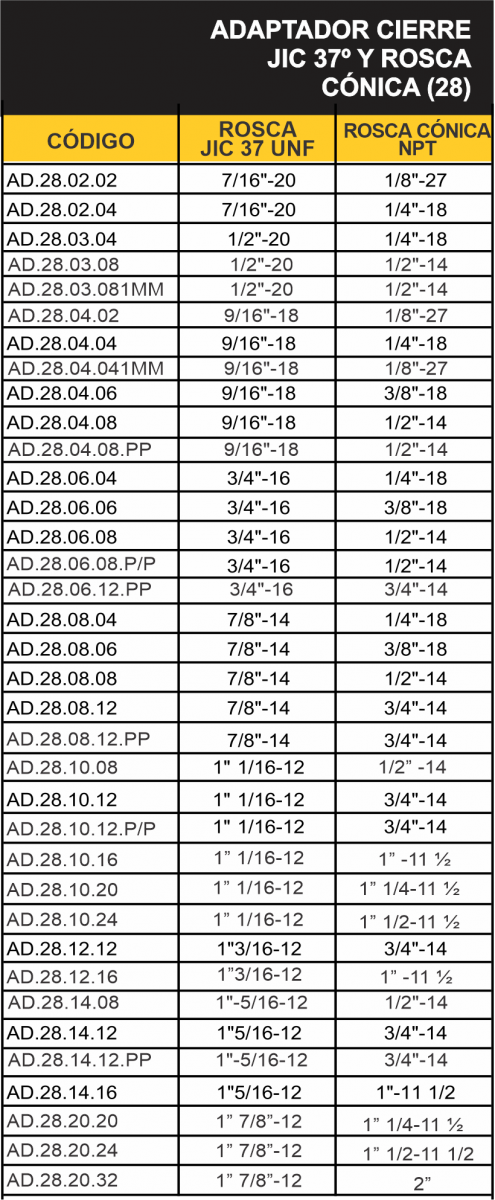 ADAPTADOR CIERRE
JIC 37º Y ROSCA
CÓNICA (28)
CÓDIGO ROSCA JIC 37 UNF ROSCA CÓNICA NPT
AD.28.02.02 7/16"-20 1/8"-27
AD.28.02.04 7/16"-20 1/4"-18
AD.28.03.04 1/2"-20 1/4"-18
AD.28.03.08 1/2"-20 1/2"-14
AD.28.03.081MM 1/2"-20 1/2"-14
AD.28.04.02 9/16"-18 1/8"-27
AD.28.04.04 9/16"-18 1/4"-18
AD.28.04.041MM 9/16"-18 1/8"-27
AD.28.04.06 9/16"-18 3/8"-18
AD.28.04.08 9/16"-18 1/2"-14
AD.28.04.08.PP 9/16"-18 1/2"-14
AD.28.06.04 3/4"-16 1/4"-18
AD.28.06.06 3/4"-16 3/8"-18
AD.28.06.08 3/4"-16 1/2"-14
AD.28.06.08.P/P 3/4"-16 1/2"-14
AD.28.06.12.PP 3/4"-16 3/4"-14
AD.28.08.04 7/8"-14 1/4"-18
AD.28.08.06 7/8"-14 3/8"-18
AD.28.08.08 7/8"-14 1/2"-14
AD.28.08.12 7/8"-14 3/4"-14
AD.28.08.12.PP 7/8"-14 3/4"-14
AD.28.10.08 1" 1/16-12 1/2” -14
AD.28.10.12 1" 1/16-12 3/4"-14
AD.28.10.12.P/P 1" 1/16-12 3/4"-14
AD.28.10.16 1” 1/16-12 1” -11 ½
AD.28.10.20 1” 1/16-12 1” 1/4-11 ½
AD.28.10.24 1” 1/16-12 1” 1/2-11 ½
AD.28.12.12 1"3/16-12 3/4"-14
AD.28.12.16 1”3/16-12 1” -11 ½
AD.28.14.08 1"-5/16-12 1/2"-14
AD.28.14.12 1"5/16-12 3/4"-14
AD.28.14.12.PP 1"-5/16-12 3/4"-14
AD.28.14.16 1"5/16-12 1"-11 1/2
AD.28.20.20 1” 7/8”-12 1” 1/4-11 ½
AD.28.20.24 1” 7/8”-12 1” 1/2-11 1/2
AD.28.20.32 1” 7/8”-12 2”